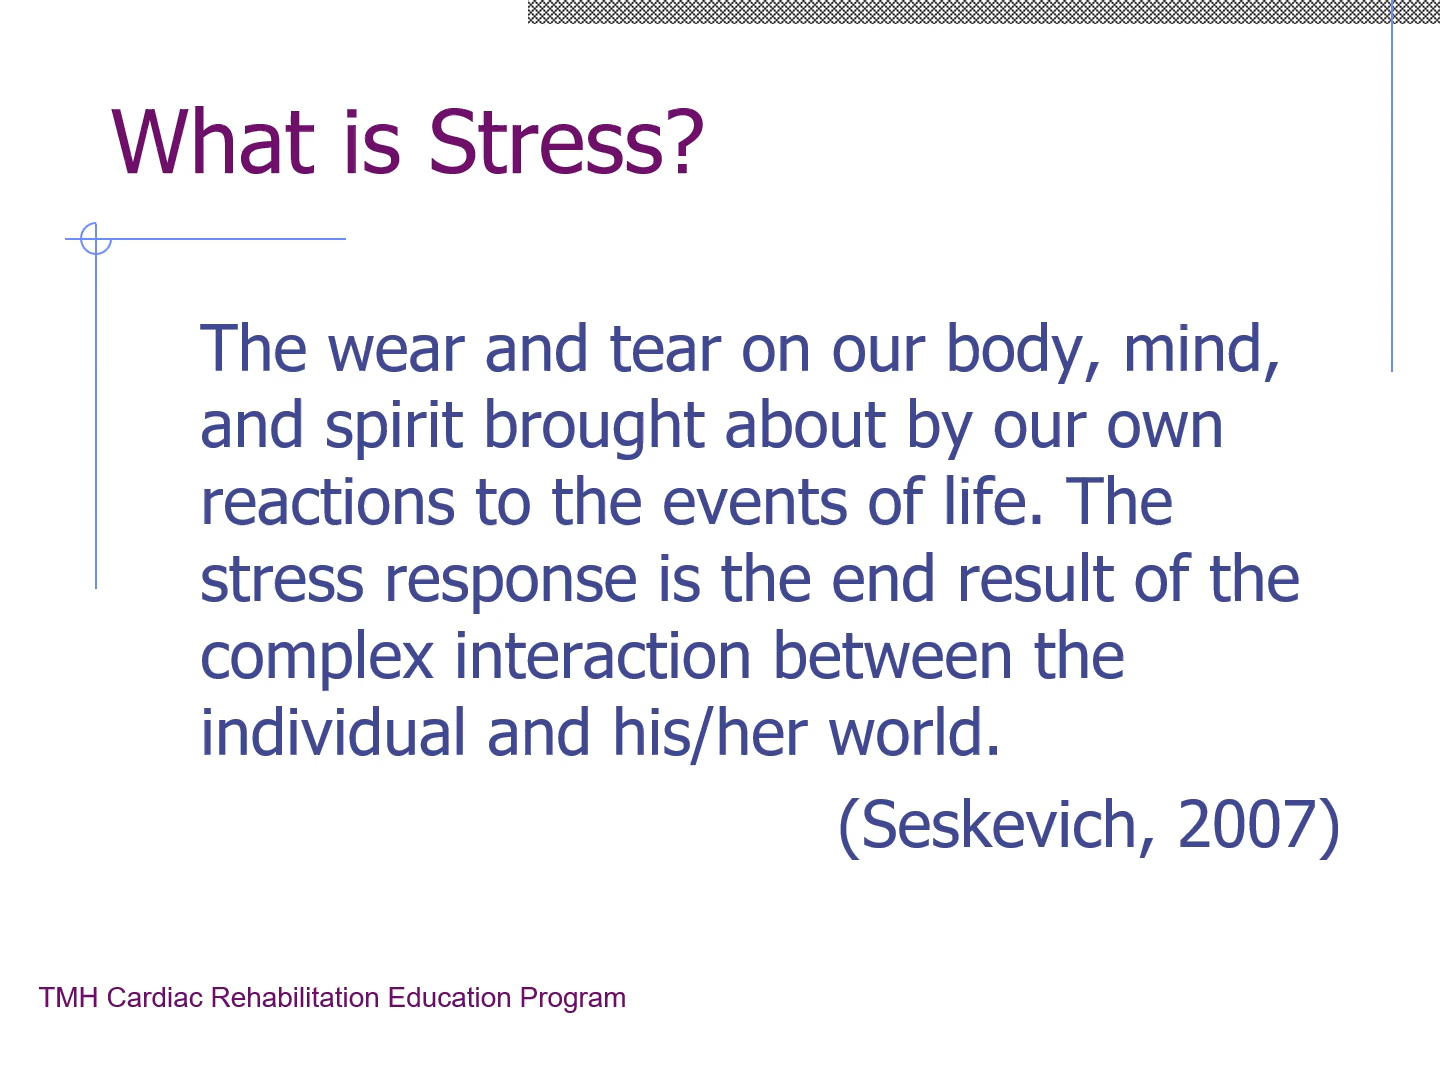 What is Stress?
The wear and tear on our body, mind,
and spirit brought about by our own
reactions to the events of life. The
stress response is the end result of the
complex interaction between the
individual and his/her world.
(Seskevich, 2007)
TMH Cardiac Rehabilitation Education Program